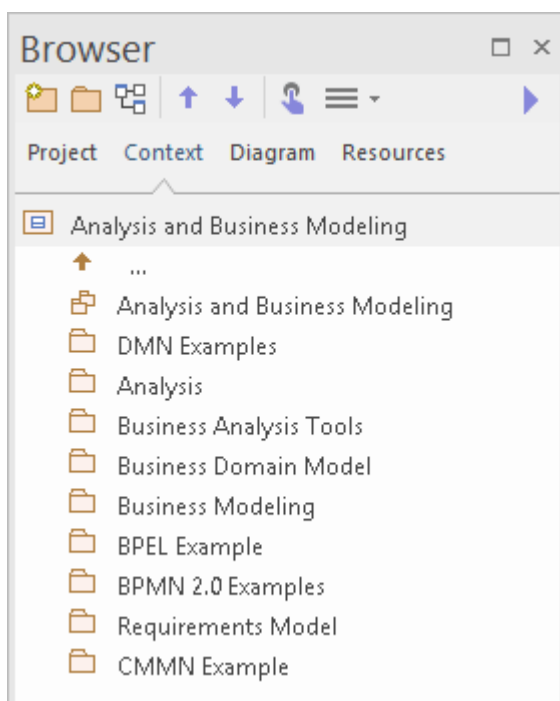 Browser
Project Context Diagram Resources
Analysis and Business Modeling
...
Analysis and Business Modeling
DMN Examples
Analysis
Business Analysis Tools
Business Domain Model
Business Modeling
BPEL Example
BPMN 2.0 Examples
Requirements Model
CMMN Example